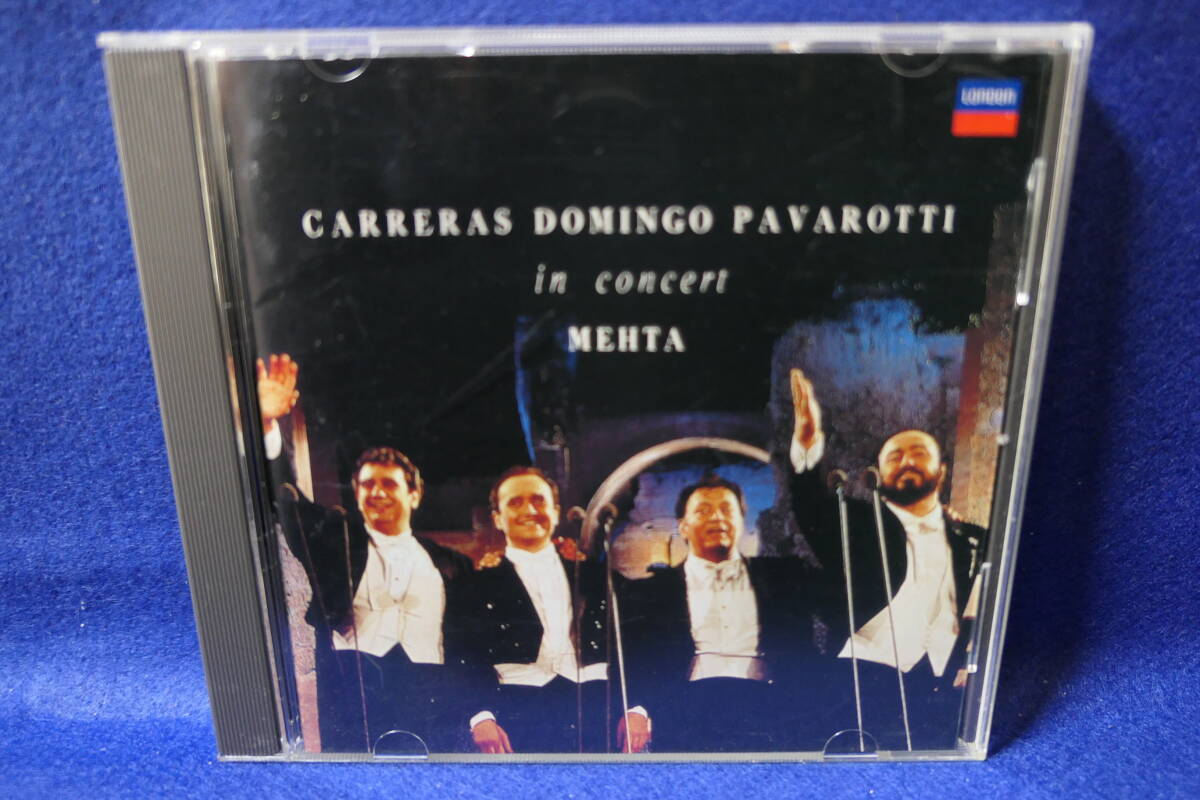 LONDON
CARRERAS DOMINGO PAVAROTTI
in concert
MEHTA